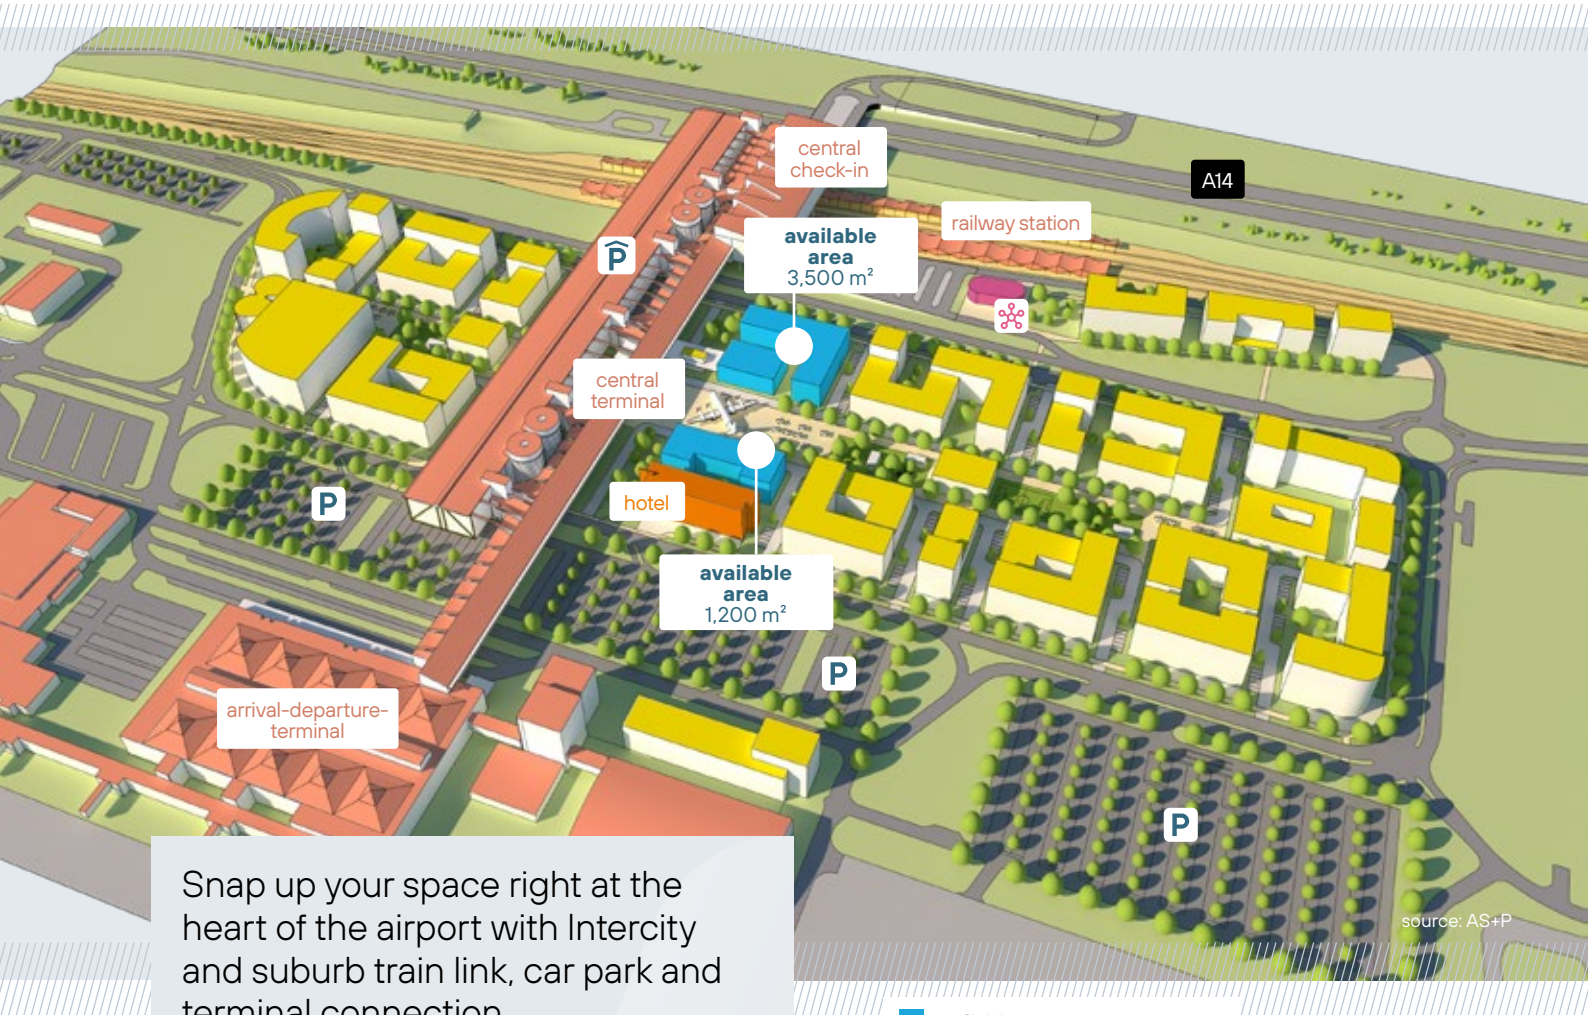 central
check-in
A14
railway station
available
area
3,500 m²
P
central
terminal
hotel
P
available
area
1,200 m²
P
arrival-departure-
terminal
P
source: AS+P
Snap up your space right at the
heart of the airport with Intercity
and suburb train link, car park and
terminal connection